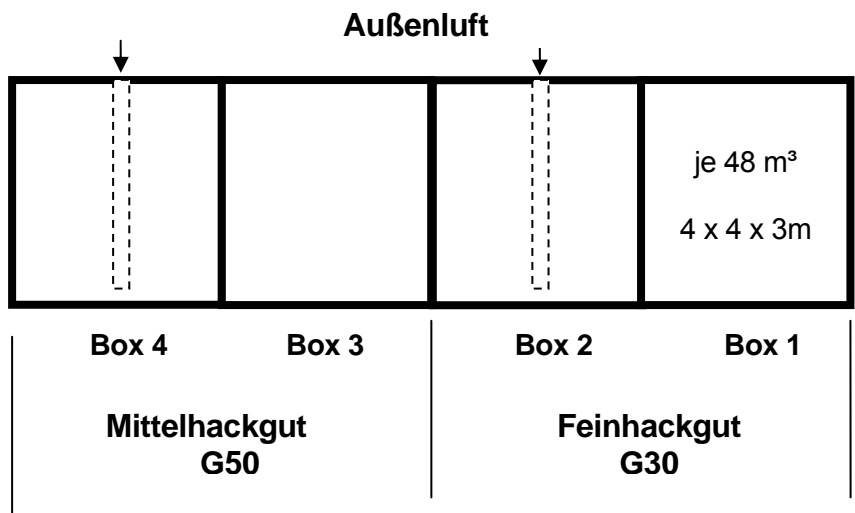 Außenluft
je 48 m³
4 x 4 x 3m
Box 4 Box 3 Box 2 Box 1
Mittelhackgut
G50
Feinhackgut
G30